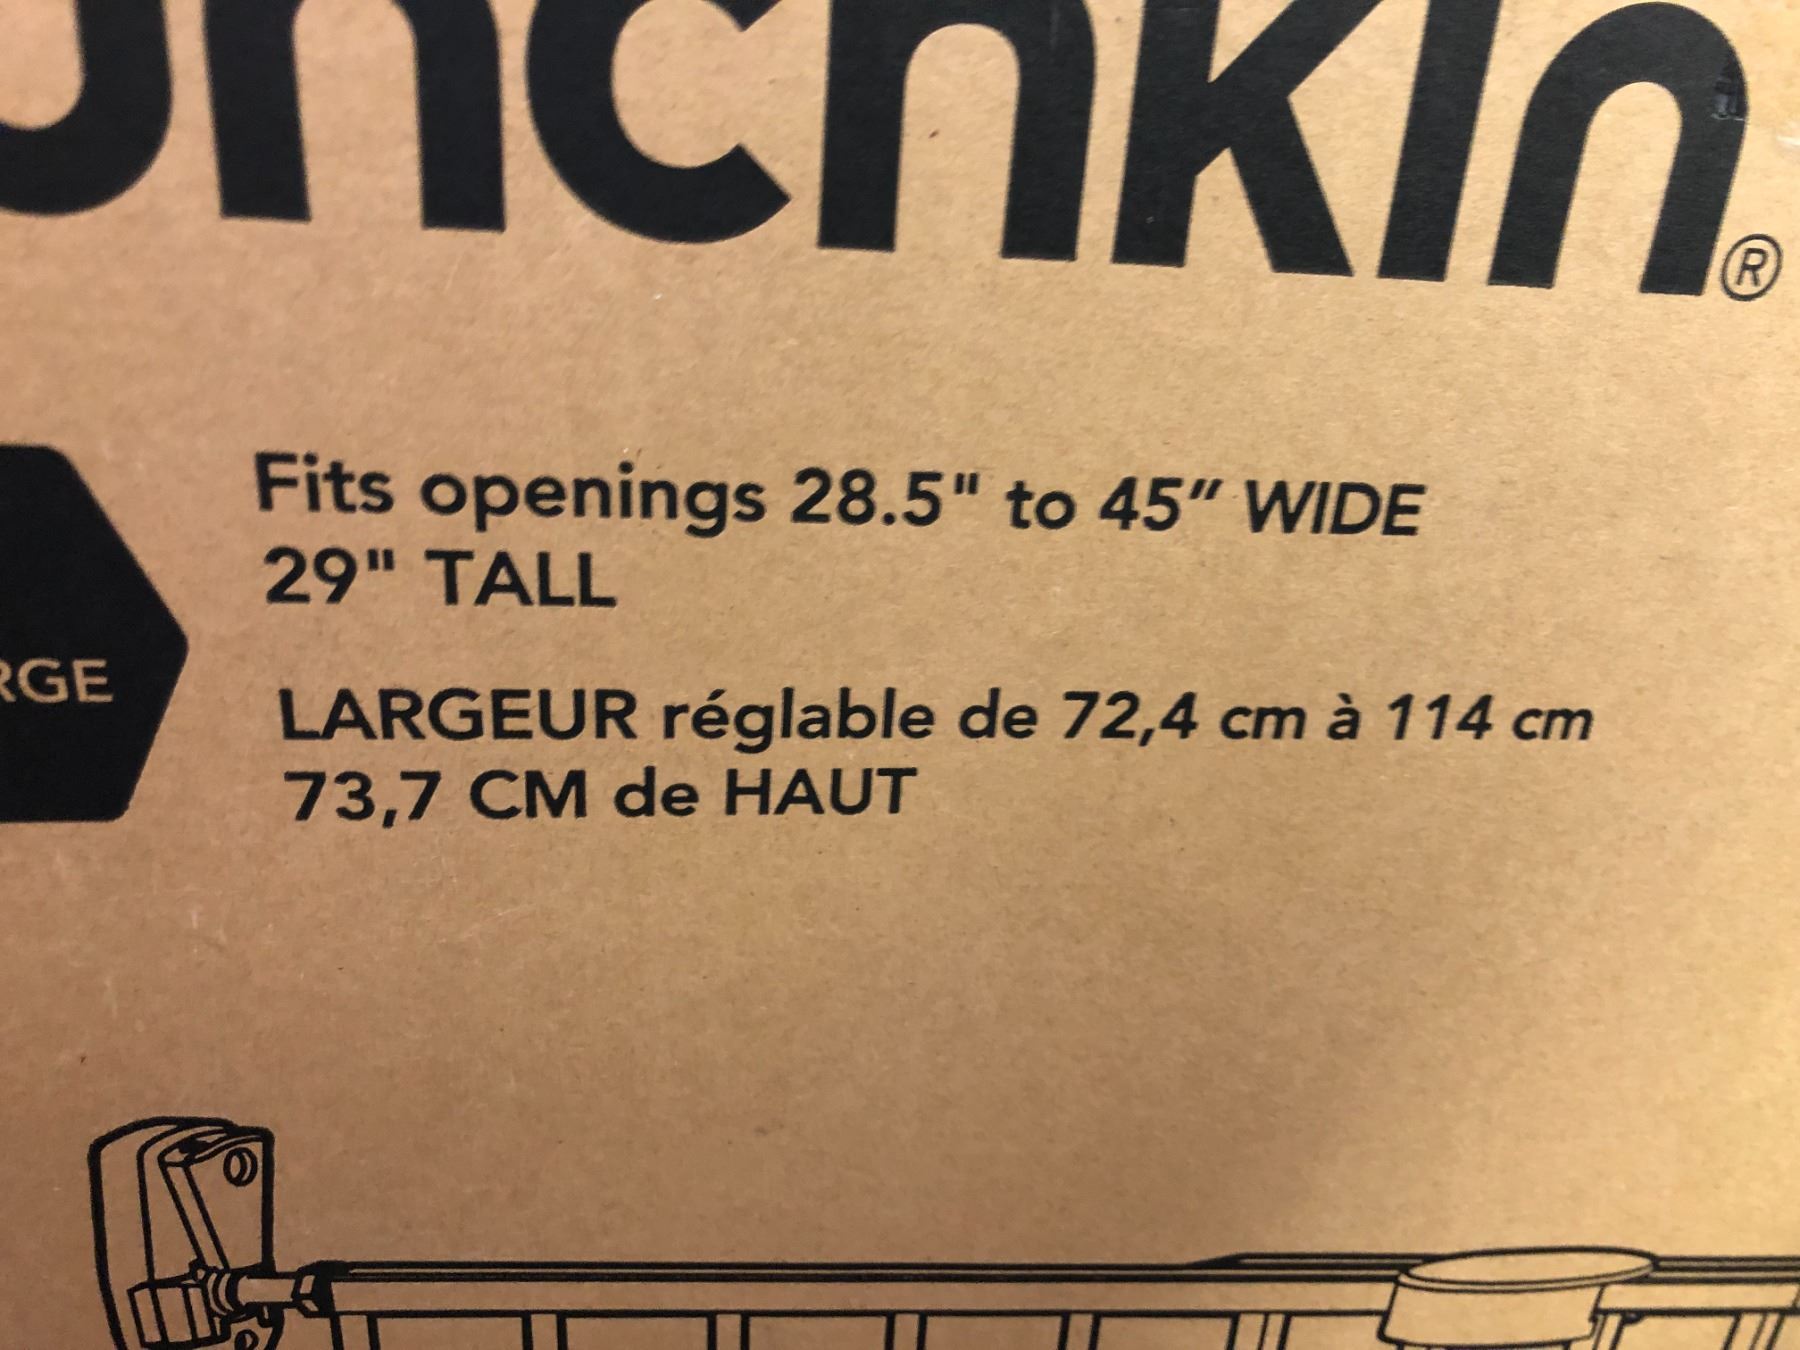 unchkin®
Fits openings 28.5" to 45" WIDE
29" TALL
RGE
LARGEUR réglable de 72,4 cm à 114 cm
73,7 CM de HAUT